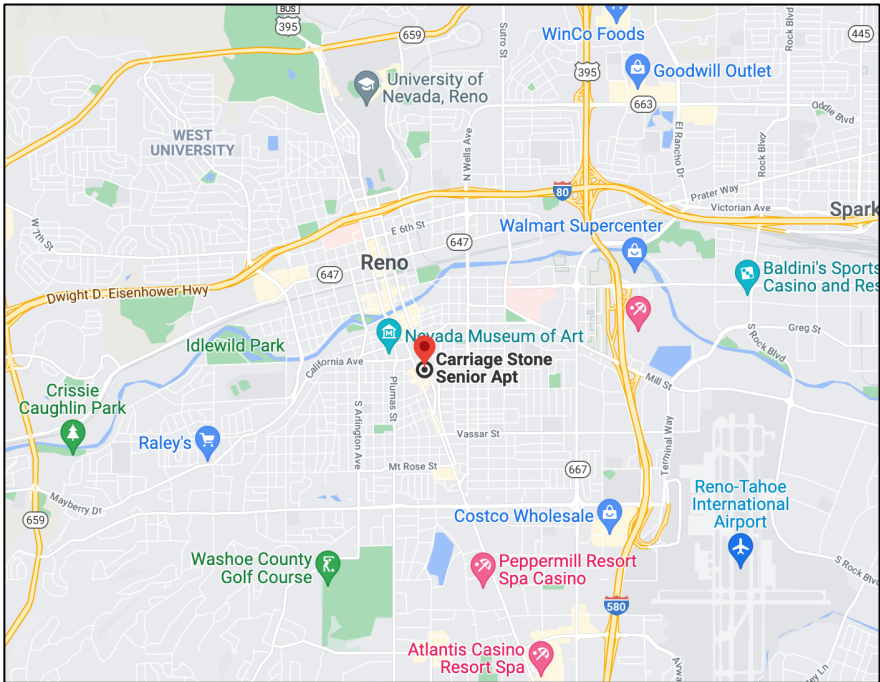 BUS
395
659
Sutro St
WinCo Foods
Rock Blvd
445
395
Goodwill Outlet
University of
Nevada, Reno
663
Oddie Blvd
WEST
UNIVERSITY
N Wells Ave
El Rancho Dr
Rock Blvd
80
Prater Way
Victorian Ave
Spark
W 7th St
E 6th St
Walmart Supercenter
647
Reno
647
Baldini's Sports
Casino and Res
Dwight D. Eisenhower Hwy
Nevada Museum of Art
Greg St
S Rock Blvd
Idlewild Park
California Ave
Carriage Stone
Senior Apt
Mill St
Crissie
Caughlin Park
Plumas St
S Arlington Ave
Raley's
Vassar St
Terminal Way
Mt Rose St
667
Reno-Tahoe
International
Airport
Mayberry Dr
659
Costco Wholesale
Washoe County
Golf Course
Peppermill Resort
Spa Casino
S Rock Blvd
580
Atlantis Casino
Resort Spa
Airwa
ley Ln